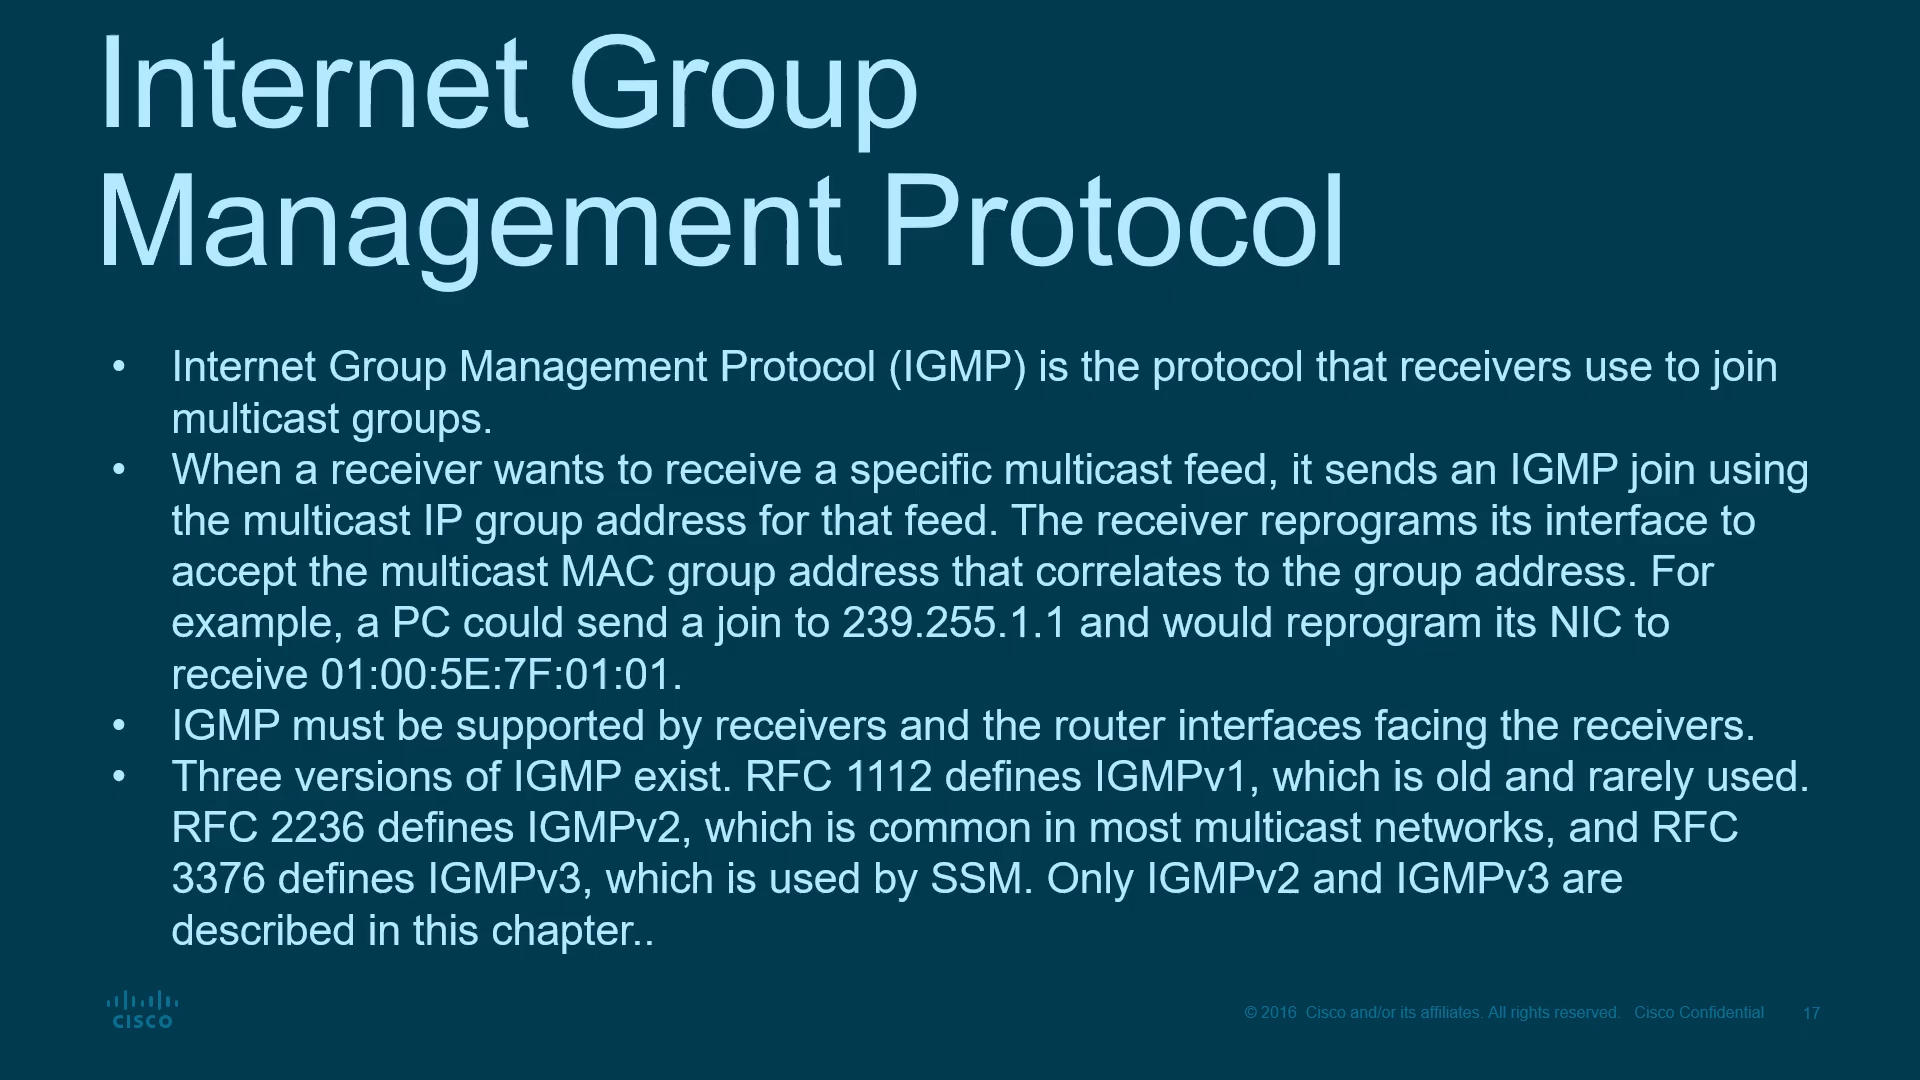 Internet Group
Management Protocol
• Internet Group Management Protocol (IGMP) is the protocol that receivers use to join
multicast groups.
• When a receiver wants to receive a specific multicast feed, it sends an IGMP join using
the multicast IP group address for that feed. The receiver reprograms its interface to
accept the multicast MAC group address that correlates to the group address. For
example, a PC could send a join to 239.255.1.1 and would reprogram its NIC to
receive 01:00:5E:7F:01:01.
• IGMP must be supported by receivers and the router interfaces facing the receivers.
• Three versions of IGMP exist. RFC 1112 defines IGMPv1, which is old and rarely used.
RFC 2236 defines IGMPv2, which is common in most multicast networks, and RFC
3376 defines IGMPv3, which is used by SSM. Only IGMPv2 and IGMPv3 are
described in this chapter..
CISCO
© 2016 Cisco and/or its affiliates. All rights reserved. Cisco Confidential 17